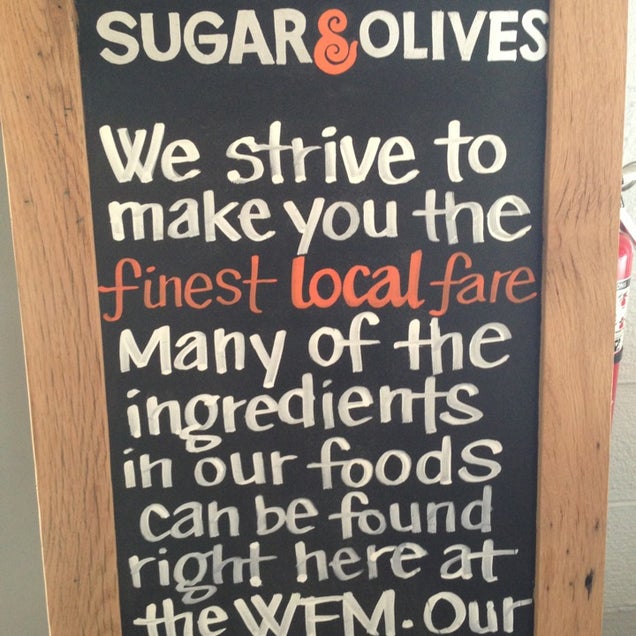 SUGAR & OLIVES
We strive to
make you the
finest local fare
Many of the
ingredients
in our foods
can be found
right here at
the WFM. Our